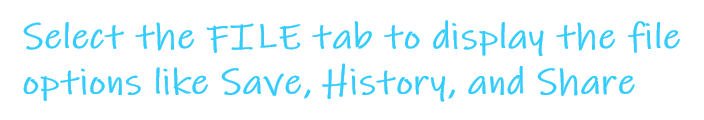 Select the FILE tab to display the file
options like Save, History, and Share